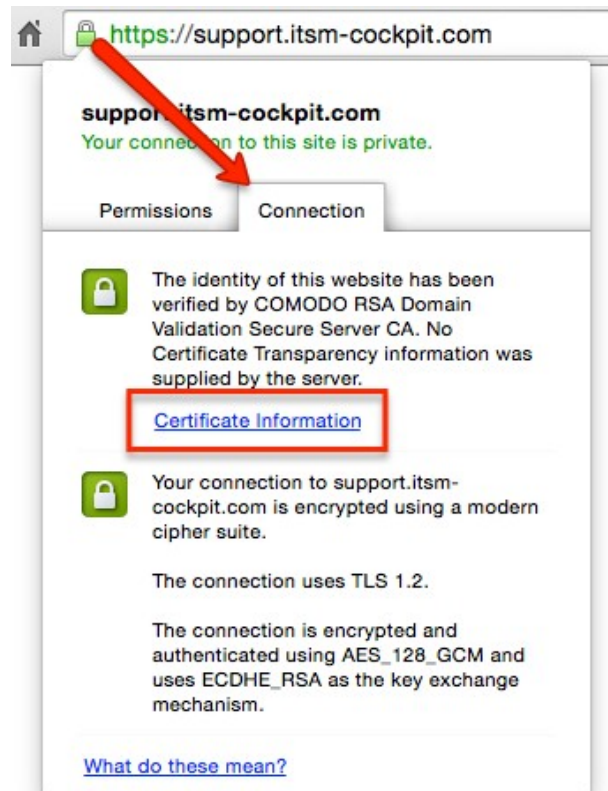 https://support.itsm-cockpit.com
support.itsm-cockpit.com
Your connection to this site is private.
Permissions Connection
The identity of this website has been
verified by COMODO RSA Domain
Validation Secure Server CA. No
Certificate Transparency information was
supplied by the server.
Certificate Information
Your connection to support.itsm-
cockpit.com is encrypted using a modern
cipher suite.
The connection uses TLS 1.2.
The connection is encrypted and
authenticated using AES_128_GCM and
uses ECDHE_RSA as the key exchange
mechanism.
What do these mean?